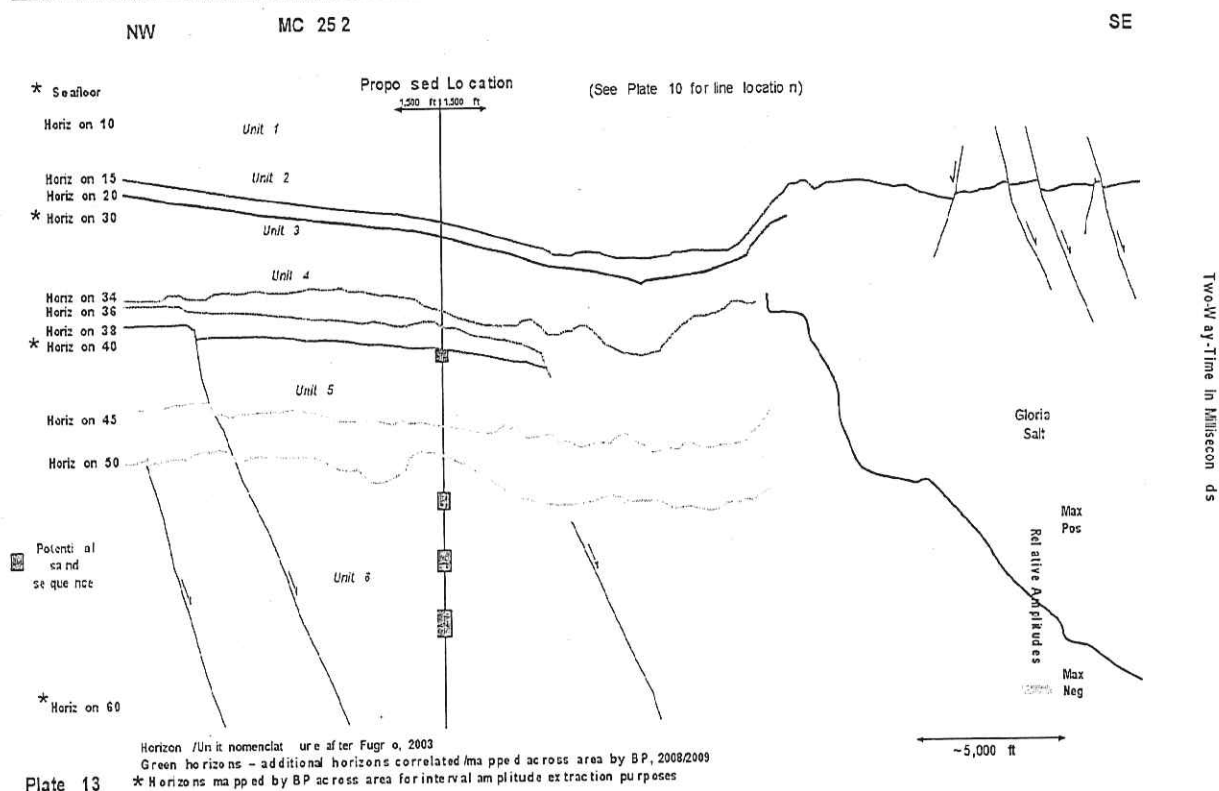 NW
MC 252
SE
* Seafloor
Proposed Location
1,500 ft 1,500 ft
(See Plate 10 for line location)
Horizon 10
Unit 1
Horizon 15
Unit 2
Horizon 20
* Horizon 30
Unit 3
Unit 4
Horizon 34
Horizon 36
Horizon 38
* Horizon 40
Unit 5
Horizon 45
Horizon 50
Gloria
Salt
Two-Way-Time in Milliseconds
Max
Pos
Relative Amplitudes
Max
Neg
Potential
sand
sequence
Unit 6
* Horizon 60
~5,000 ft
Horizon /Unit nomenclature after Fugro, 2003
Green horizons – additional horizons correlated/mapped across area by BP, 2008/2009
* Horizons mapped by BP across area for interval amplitude extraction purposes
Plate 13